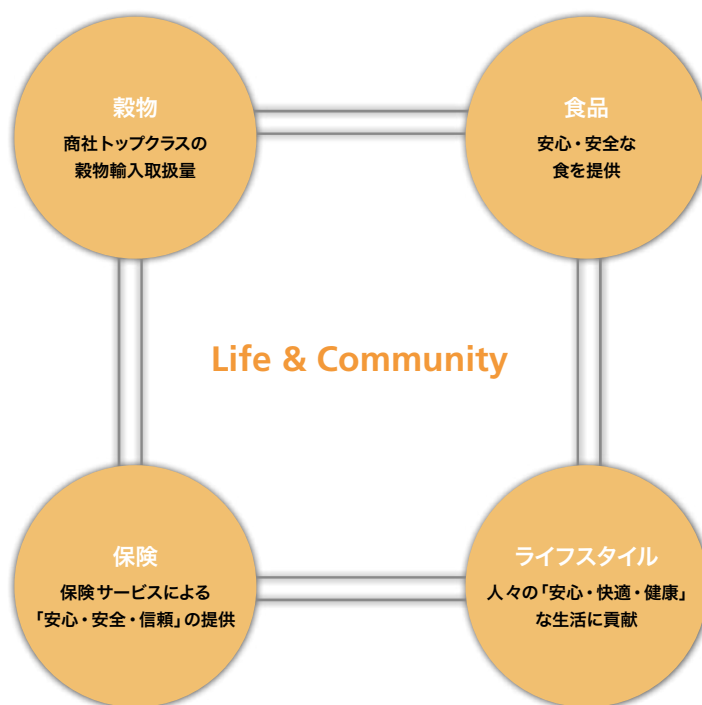 穀物
商社トップクラスの
穀物輸入取扱量
食品
安心・安全な
食を提供
Life & Community
保険
保険サービスによる
「安心・安全・信頼」の提供
ライフスタイル
人々の「安心・快適・健康」
な生活に貢献